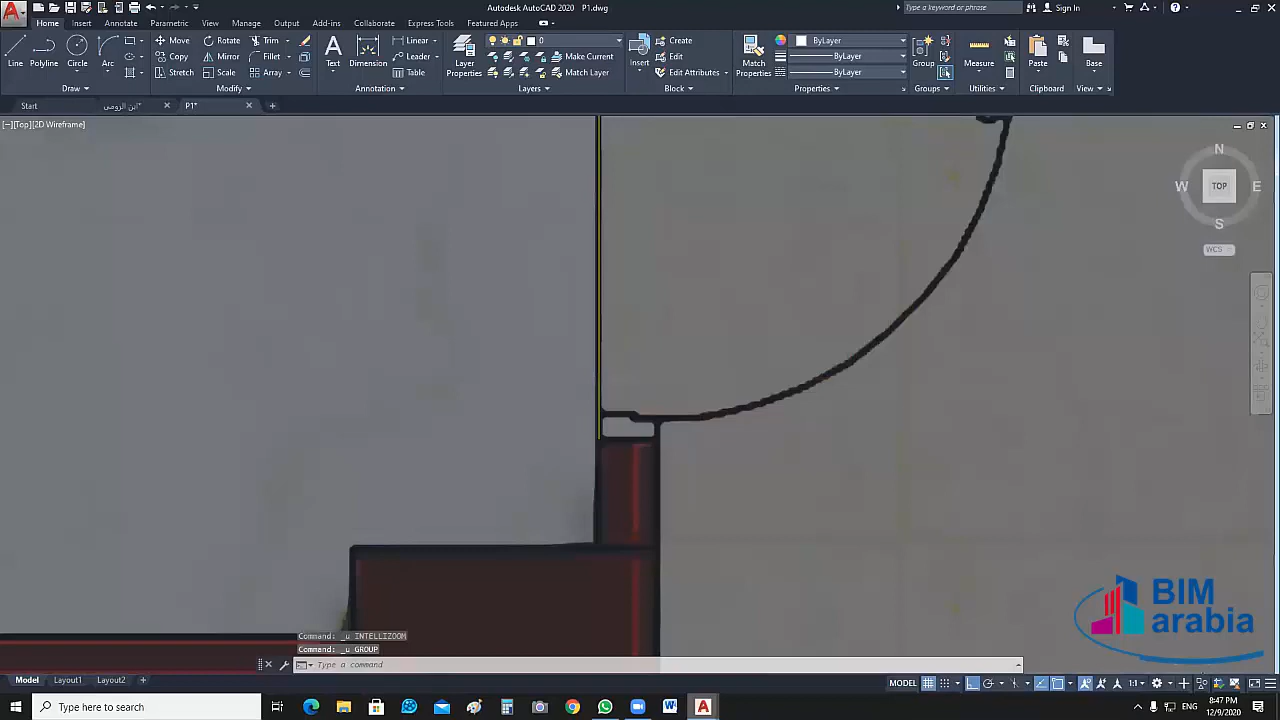 Autodesk AutoCAD 2020 P1.dwg
Type a keyword or phrase
Sign In
Home Insert Annotate Parametric View Manage Output Add-ins Collaborate Express Tools Featured Apps
Line Polyline Circle Arc
Move Rotate Trim
Copy Mirror Fillet
Stretch Scale Array
Text Dimension
Linear
Leader
Table
Layer Properties
0
Make Current
Match Layer
Insert
Create
Edit
Edit Attributes
Match Properties
ByLayer
ByLayer
ByLayer
Group Measure Paste Base
Draw Modify Annotation Layers Block Properties Groups Utilities Clipboard View
Start ابن الرومي* P1*
[−][Top][2D Wireframe]
N
W TOP E
S
WCS
BIM
arabia
Command: _u INTELLIZOOM
Command: _u GROUP
Type a command
Model Layout1 Layout2 +
MODEL 1:1
Type here to search
8:47 PM
ENG
12/9/2020